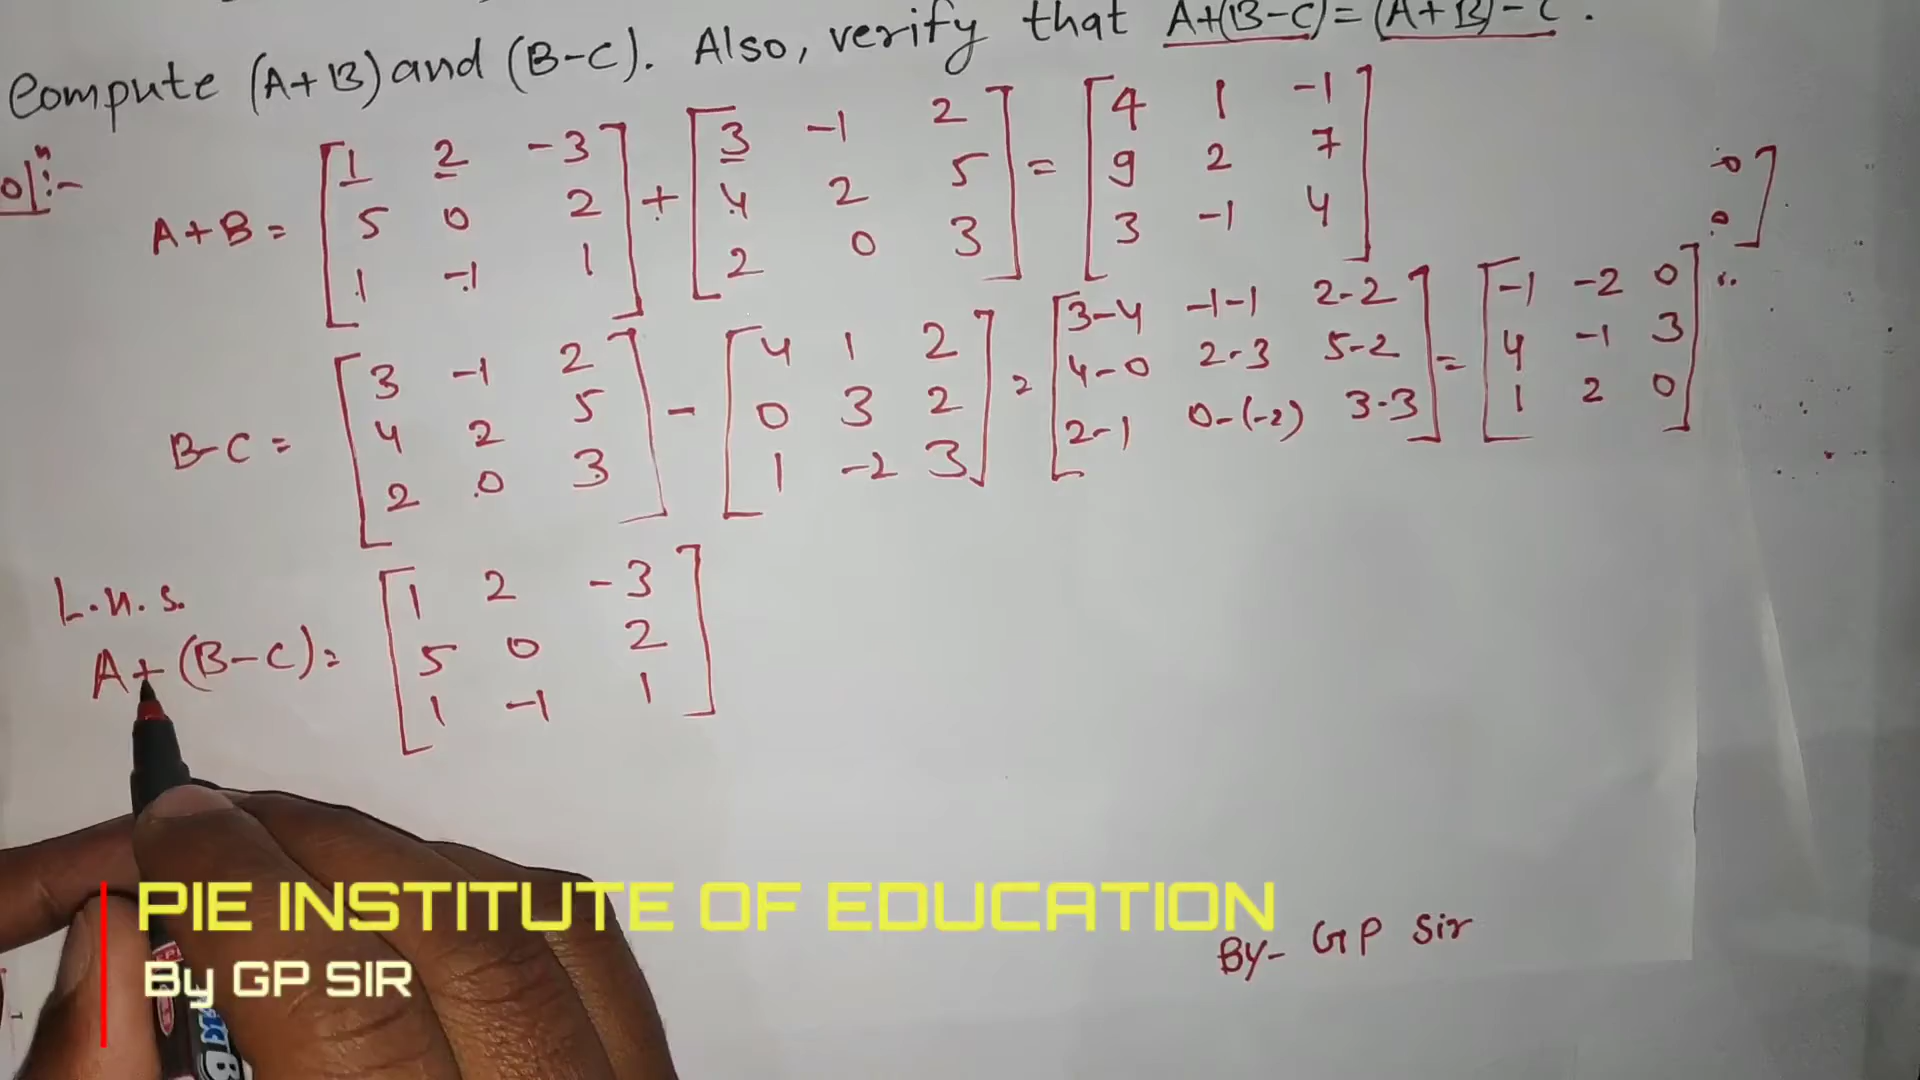 Compute (A+B) and (B-C). Also, verify that A+(B-C)=(A+B)-C.
ol^n:-
A+B = [1 2 -3
5 0 2
1 -1 1] + [3 -1 2
4 2 5
2 0 3] = [4 1 -1
9 2 7
3 -1 4]
B-C = [3 -1 2
4 2 5
2 0 3] - [4 1 2
0 3 2
1 -2 3] = [3-4 -1-1 2-2
4-0 2-3 5-2
2-1 0-(-2) 3-3] = [-1 -2 0
4 -1 3
1 2 0]
L.H.S.
A+(B-C)= [1 2 -3
5 0 2
1 -1 1]
PIE INSTITUTE OF EDUCATION
By GP SIR
By- GP Sir